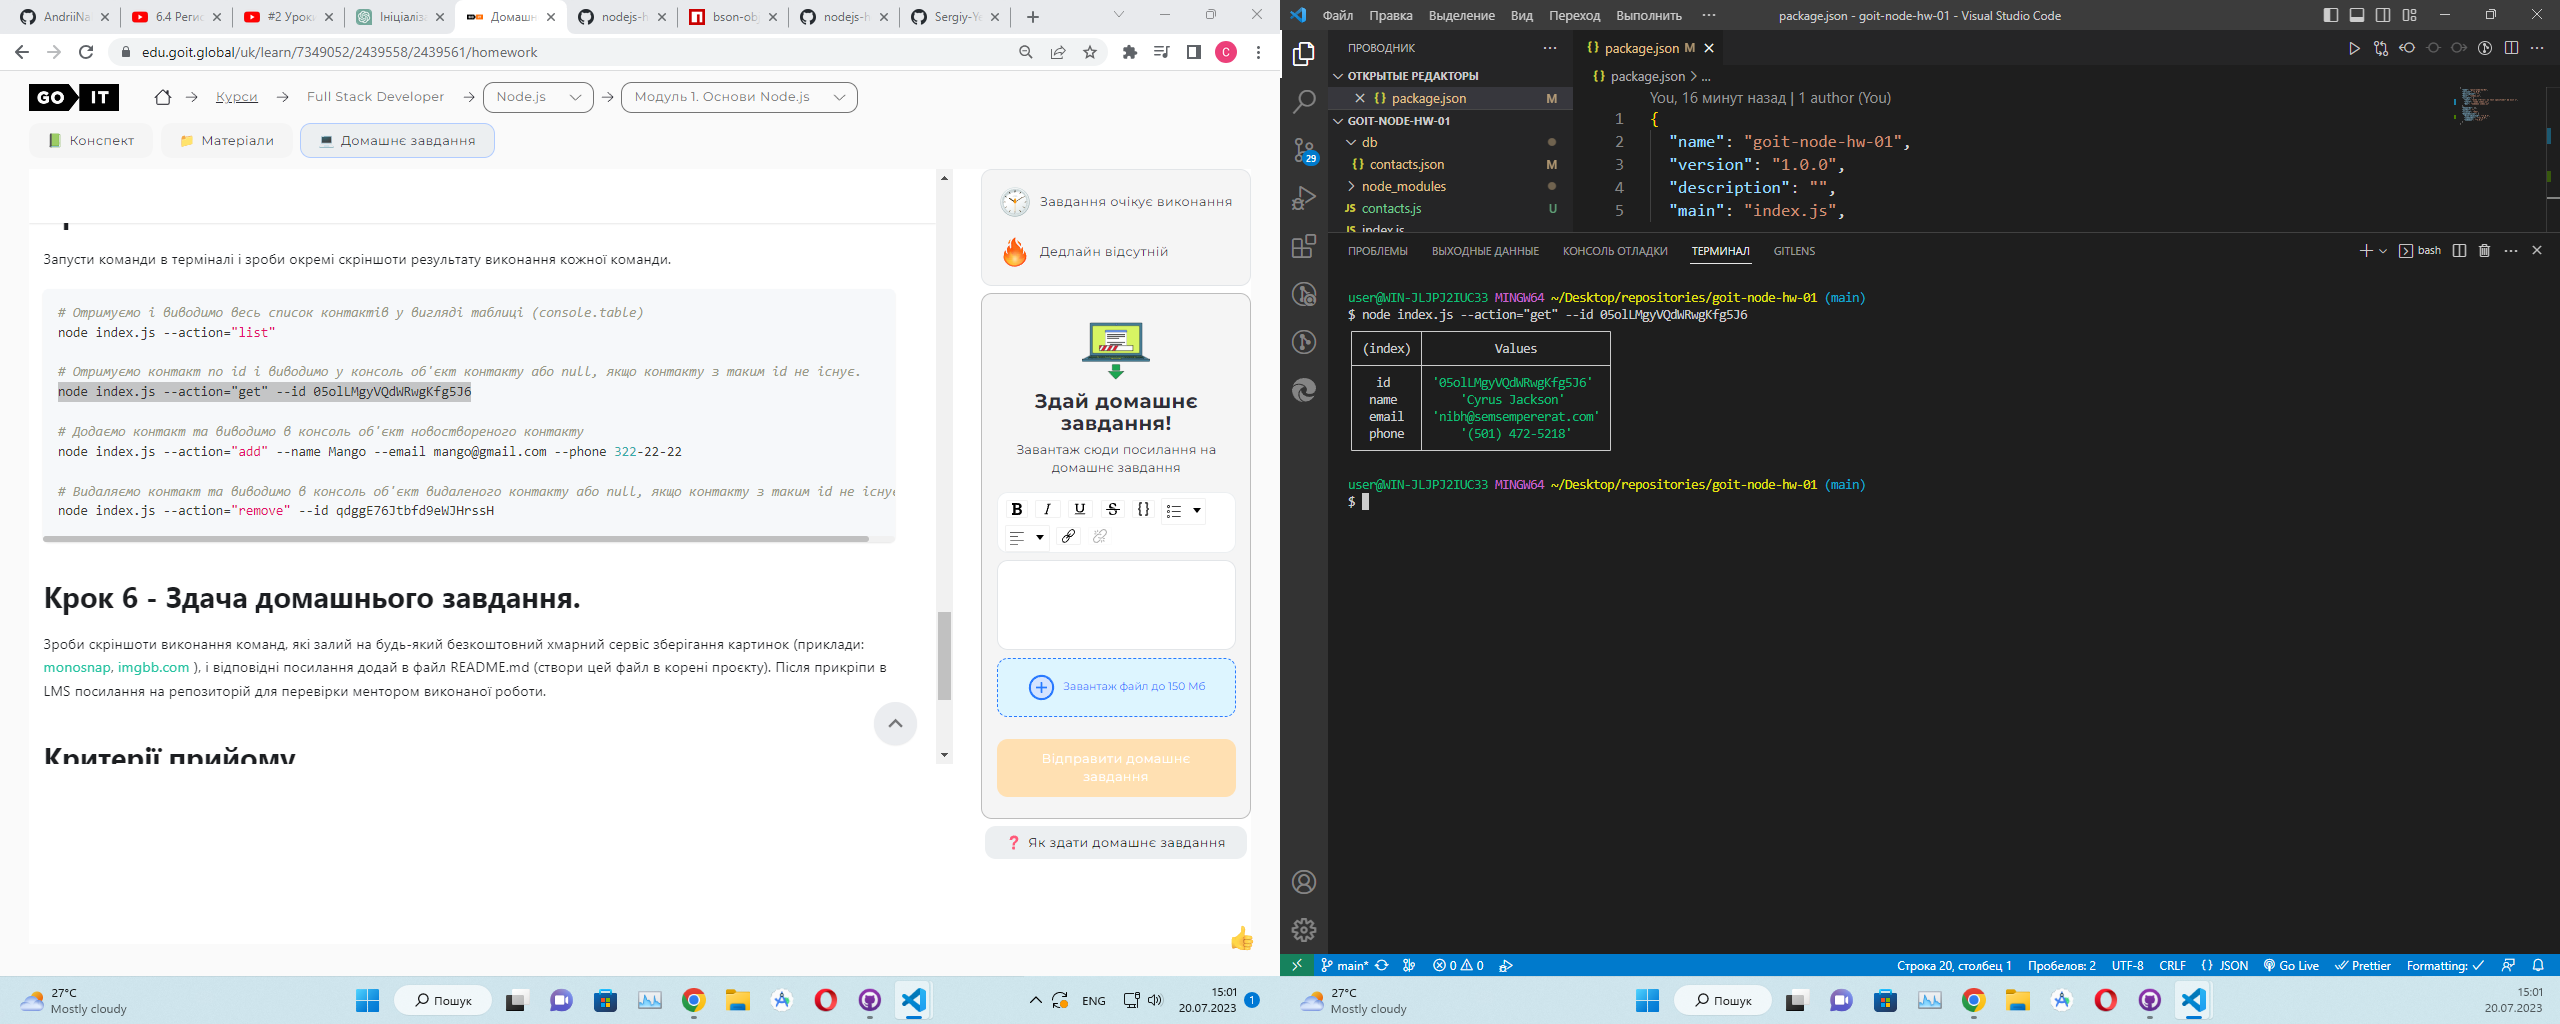 AndriiNa
6.4 Регис
#2 Уроки
Ініціаліз
Домашн
nodejs-h
bson-obj
nodejs-h
Sergiy-Ye
edu.goit.global/uk/learn/7349052/2439558/2439561/homework
C
GO IT
Курси
Full Stack Developer
Node.js
Модуль 1. Основи Node.js
Конспект
Матеріали
Домашнє завдання
Запусти команди в терміналі і зроби окремі скріншоти результату виконання кожної команди.
# Отримуємо і виводимо весь список контактів у вигляді таблиці (console.table)
node index.js --action="list"
# Отримуємо контакт по id і виводимо у консоль об'єкт контакту або null, якщо контакту з таким id не існує.
node index.js --action="get" --id 05olLMgyVQdWRwgKfg5J6
# Додаємо контакт та виводимо в консоль об'єкт новоствореного контакту
node index.js --action="add" --name Mango --email mango@gmail.com --phone 322-22-22
# Видаляємо контакт та виводимо в консоль об'єкт видаленого контакту або null, якщо контакту з таким id не існує
node index.js --action="remove" --id qdggE76Jtbfd9eWJHrssH
Крок 6 - Здача домашнього завдання.
Зроби скріншоти виконання команд, які залий на будь-який безкоштовний хмарний сервіс зберігання картинок (приклади:
monosnap, imgbb.com ), і відповідні посилання додай в файл README.md (створи цей файл в корені проєкту). Після прикріпи в
LMS посилання на репозиторій для перевірки ментором виконаної роботи.
Критерії прийому
Завдання очікує виконання
Дедлайн відсутній
Здай домашнє
завдання!
Завантаж сюди посилання на
домашнє завдання
B I U S {}
Завантаж файл до 150 Мб
Відправити домашнє
завдання
? Як здати домашнє завдання
27°C
Mostly cloudy
Пошук
ENG
15:01
20.07.2023
1
Файл Правка Выделение Вид Переход Выполнить ···
package.json - goit-node-hw-01 - Visual Studio Code
ПРОВОДНИК
ОТКРЫТЫЕ РЕДАКТОРЫ
{} package.json M
GOIT-NODE-HW-01
db
{} contacts.json M
node_modules
JS contacts.js U
JS index.js
29
{} package.json M
{} package.json > ...
You, 16 минут назад | 1 author (You)
1 {
2 "name": "goit-node-hw-01",
3 "version": "1.0.0",
4 "description": "",
5 "main": "index.js",
ПРОБЛЕМЫ ВЫХОДНЫЕ ДАННЫЕ КОНСОЛЬ ОТЛАДКИ ТЕРМИНАЛ GITLENS
bash
user@WIN-JLJPJ2IUC33 MINGW64 ~/Desktop/repositories/goit-node-hw-01 (main)
$ node index.js --action="get" --id 05olLMgyVQdWRwgKfg5J6
(index) Values
id '05olLMgyVQdWRwgKfg5J6'
name 'Cyrus Jackson'
email 'nibh@semsempererat.com'
phone '(501) 472-5218'
user@WIN-JLJPJ2IUC33 MINGW64 ~/Desktop/repositories/goit-node-hw-01 (main)
$
main* 0 0
Строка 20, столбец 1 Пробелов: 2 UTF-8 CRLF {} JSON Go Live Prettier Formatting:
27°C
Mostly cloudy
Пошук
15:01
20.07.2023